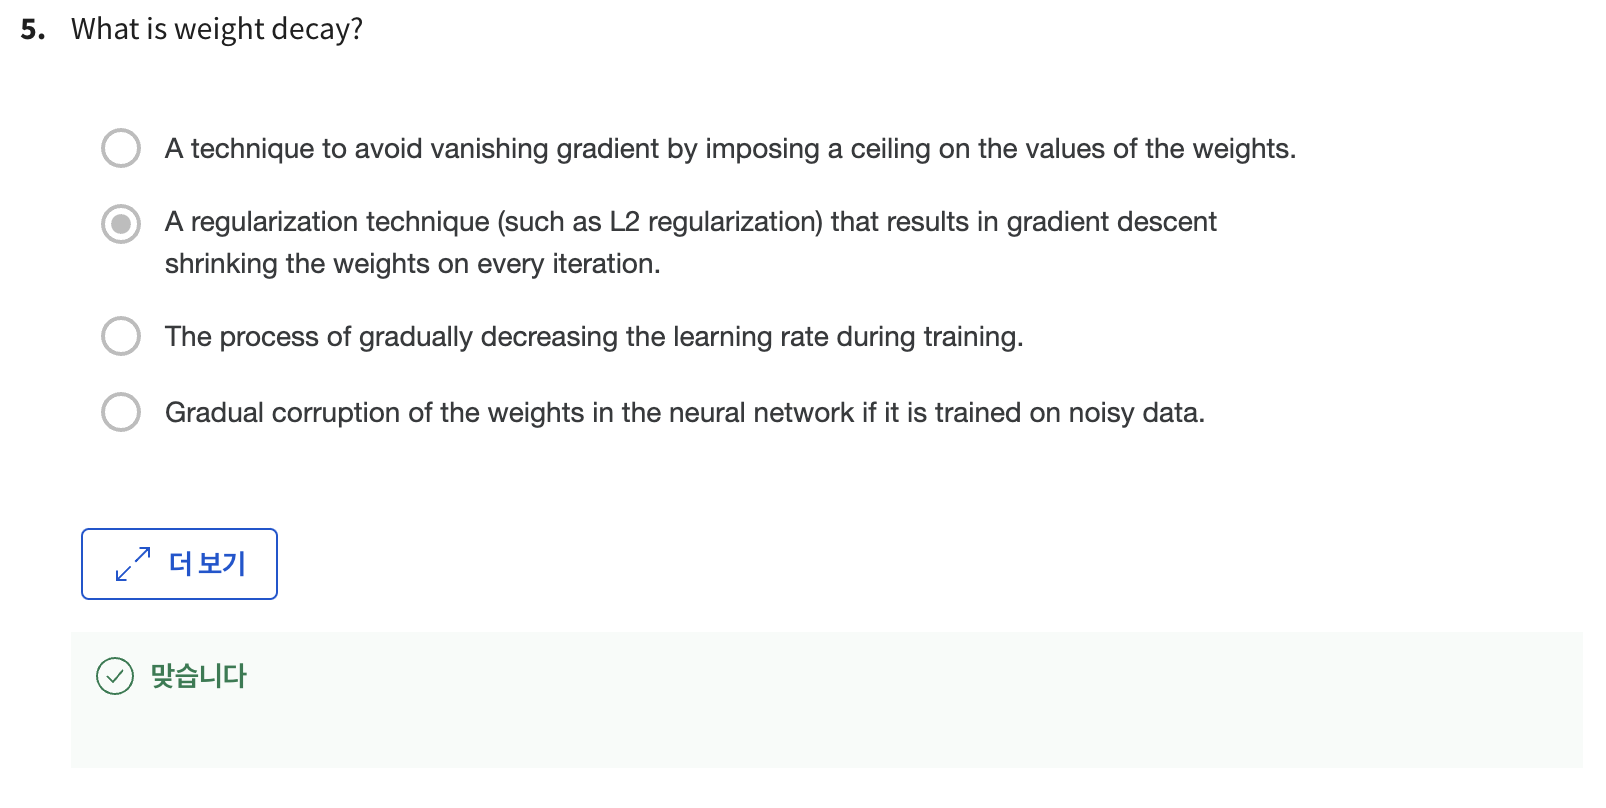 5. What is weight decay?
A technique to avoid vanishing gradient by imposing a ceiling on the values of the weights.
A regularization technique (such as L2 regularization) that results in gradient descent
shrinking the weights on every iteration.
The process of gradually decreasing the learning rate during training.
Gradual corruption of the weights in the neural network if it is trained on noisy data.
더 보기
맞습니다